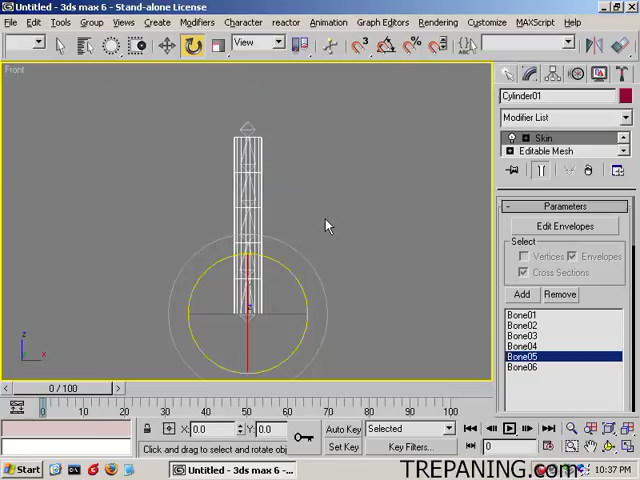 Untitled - 3ds max 6 - Stand-alone License
File Edit Tools Group Views Create Modifiers Character reactor Animation Graph Editors Rendering Customize MAXScript Help
View
Front
z
z
x
Cylinder01
Modifier List
Skin
Editable Mesh
Parameters
Edit Envelopes
Select
Vertices Envelopes
Cross Sections
Add Remove
Bone01
Bone02
Bone03
Bone04
Bone05
Bone06
0 / 100
0 10 20 30 40 50 60 70 80 90 100
X: 0.0 Y: 0.0 Auto Key Selected
Click and drag to select and rotate obj Set Key Key Filters... 0
Start Untitled - 3ds max 6 -... 10:37 PM
TREPANING.com